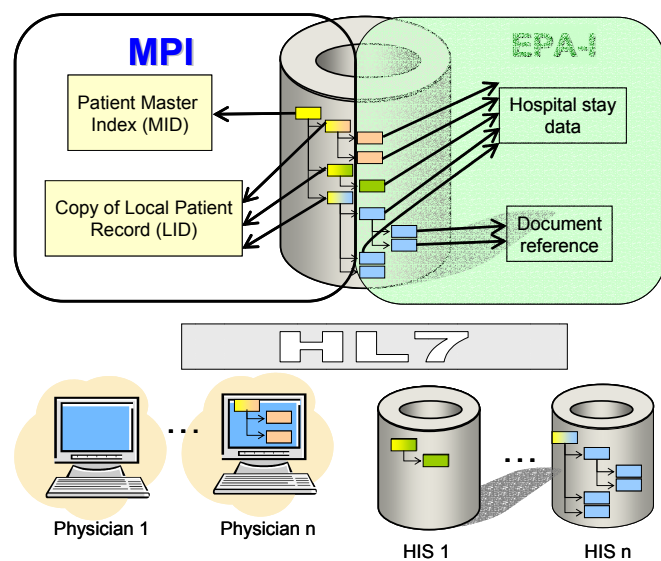 MPI
EPA-I
Patient Master
Index (MID)
Hospital stay
data
Copy of Local Patient
Record (LID)
Document
reference
HL7
...
...
Physician 1
Physician n
HIS 1
HIS n